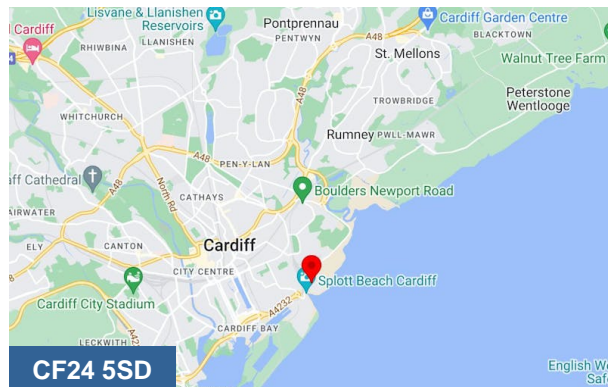 Lisvane & Llanishen
Reservoirs
Pontprennau
Cardiff Garden Centre
Cardiff
RHIWBINA
LLANISHEN
PENTWYN
A48
St. Mellons
BLACKTOWN
Walnut Tree Farm
A48
Peterstone
Wentlooge
TROWBRIDGE
WHITCHURCH
Rumney
PWLL-MAWR
A48
PEN-Y-LAN
Cathedral
A48
Norm Rd
CATHAYS
Boulders Newport Road
ELY
CANTON
Cardiff
CITY CENTRE
Splott Beach Cardiff
Cardiff City Stadium
A4232
LECKWITH
CARDIFF BAY
CF24 5SD
English